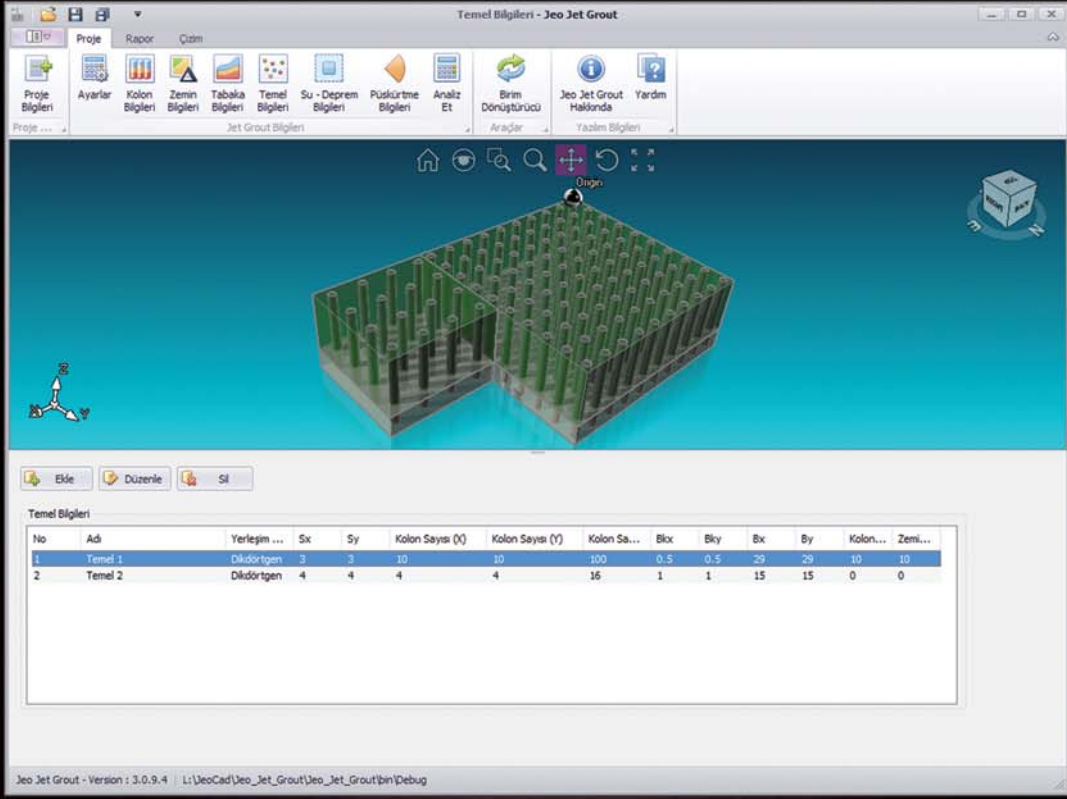 Temel Bilgileri - Jeo Jet Grout
Proje Rapor Çizim
Proje Bilgileri
Ayarlar
Kolon Bilgileri
Zemin Bilgileri
Tabaka Bilgileri
Temel Bilgileri
Su - Deprem Bilgileri
Püskürtme Bilgileri
Analiz Et
Birim Dönüştürücü
Jeo Jet Grout Hakkında
Yardım
Proje ... Jet Grout Bilgileri Araçlar Yazılım Bilgileri
Origin
Z
Y
Ekle Düzenle Sil
Temel Bilgileri
No Adı Yerleşim ... Sx Sy Kolon Sayısı (X) Kolon Sayısı (Y) Kolon Sa... Bkx Bky Bx By Kolon... Zemi...
1 Temel 1 Dikdörtgen 3 3 10 10 100 0.5 0.5 29 29 10 10
2 Temel 2 Dikdörtgen 4 4 4 4 16 1 1 15 15 0 0
Jeo Jet Grout - Version : 3.0.9.4 L:\JeoCad\Jeo_Jet_Grout\Jeo_Jet_Grout\bin\Debug